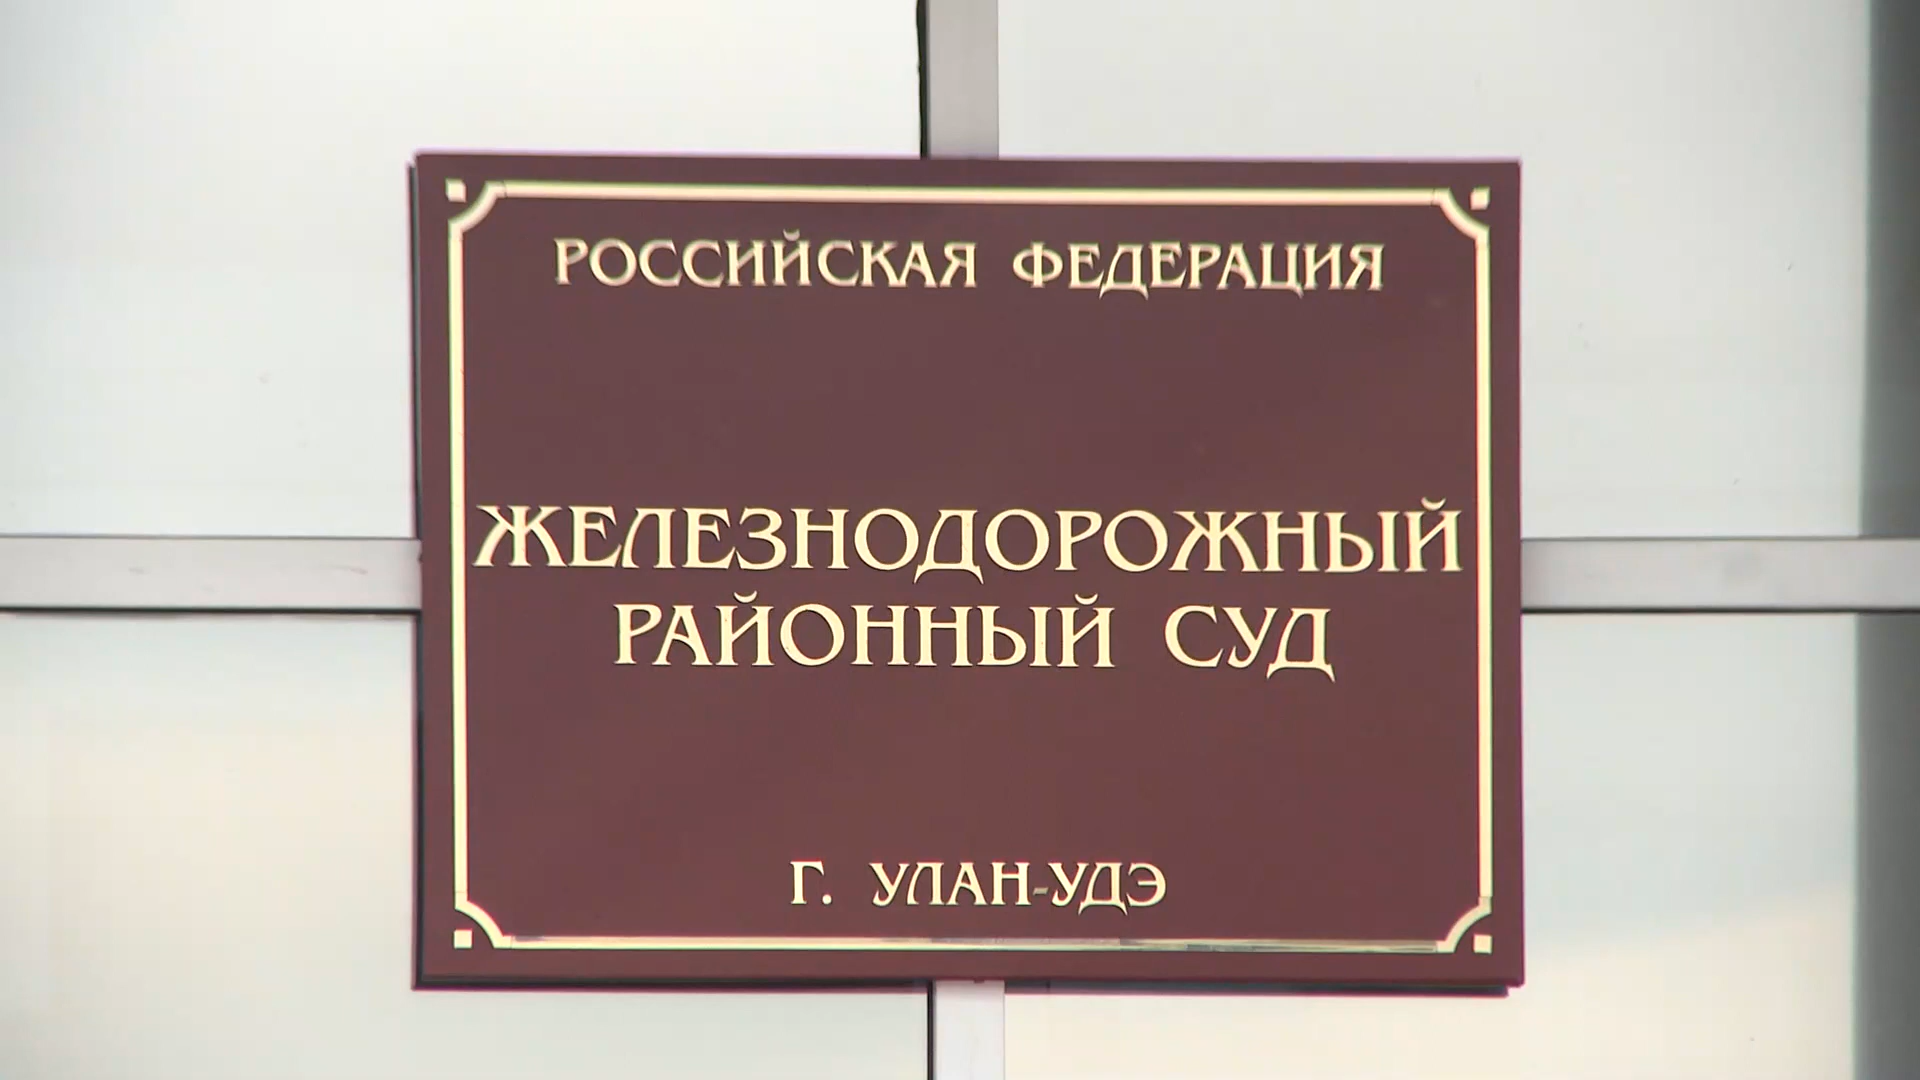 РОССИЙСКАЯ ФЕДЕРАЦИЯ
ЖЕЛЕЗНОДОРОЖНЫЙ
РАЙОННЫЙ СУД
Г. УЛАН-УДЭ